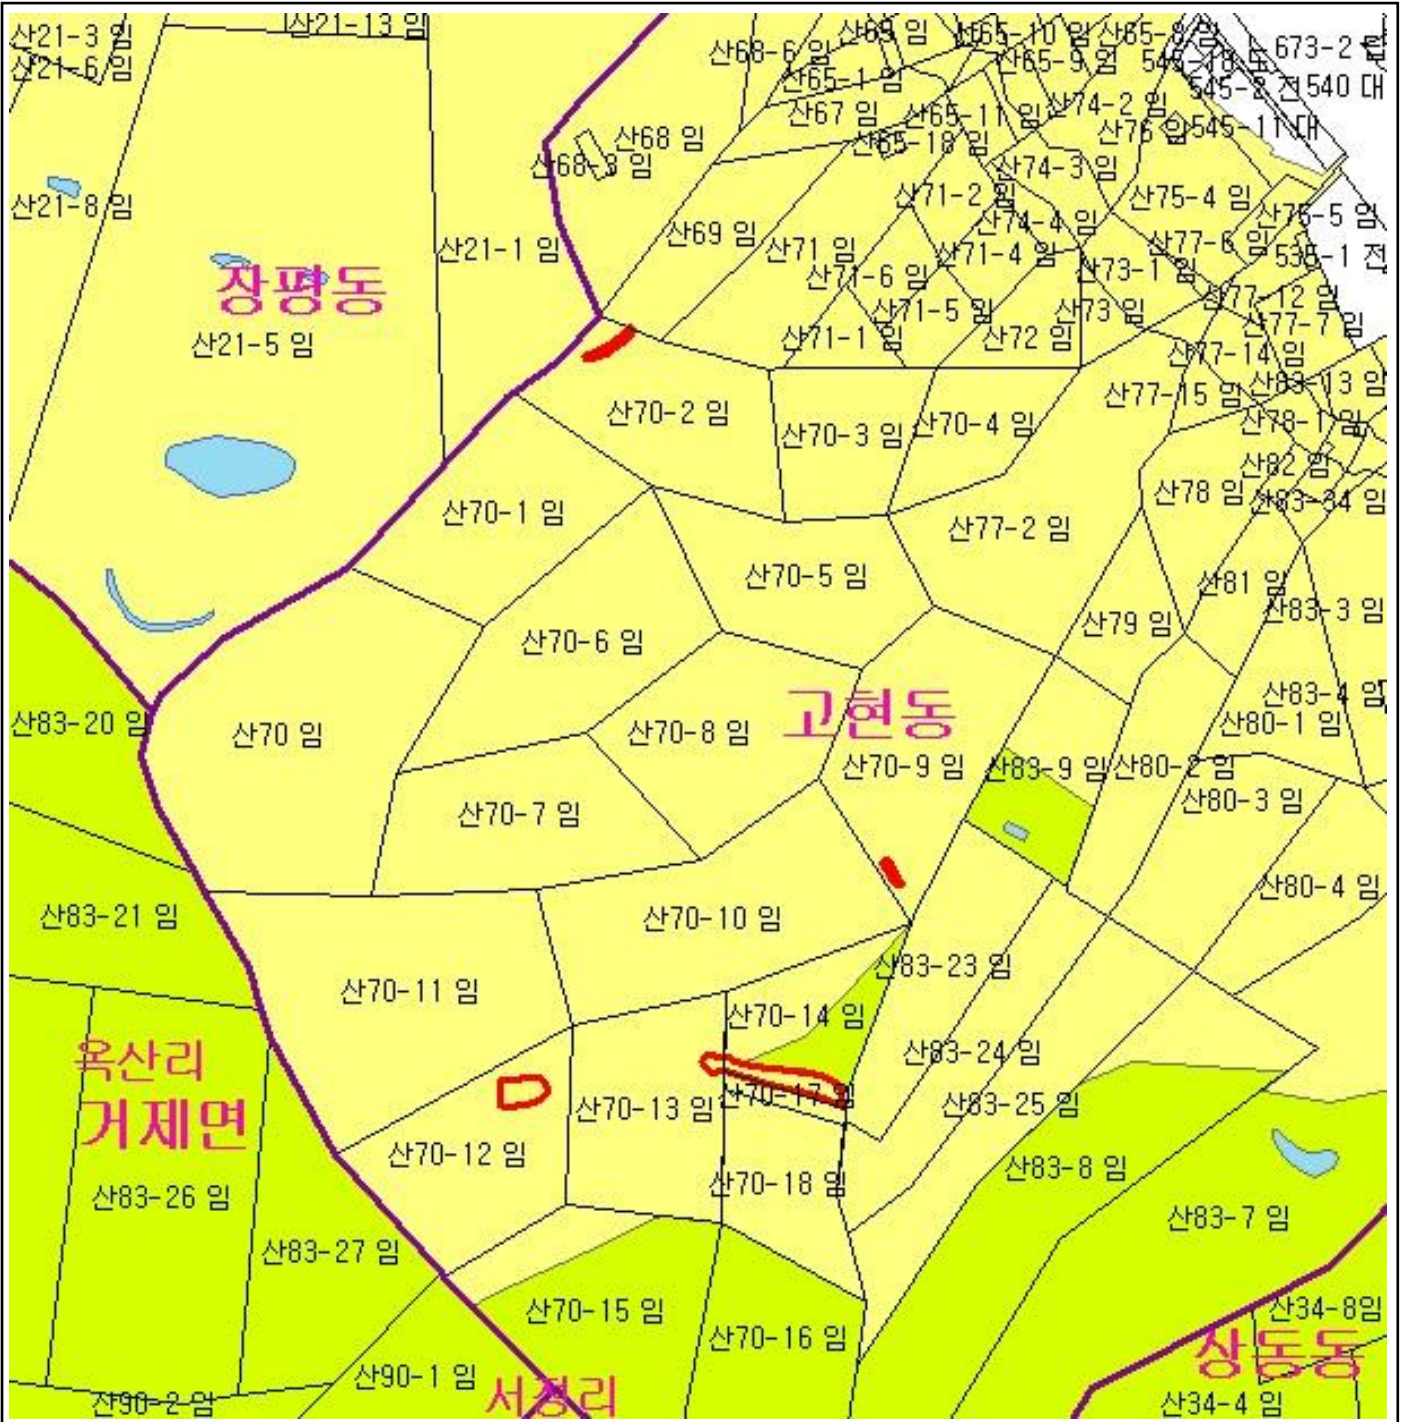 산21-3 임
산21-13 임
산21-6 임
산68-6 임
산65-10 임
산65-8 임
673-2 답
산65-9 임
산65-1 임
545-2 전
540 대
산67 임
산65-11 임
산74-2 임
산76 임
545-11 대
산68 임
산65-18 임
산68-3 임
산74-3 임
산21-8 임
산71-2 임
산75-4 임
산75-5 임
산74-4 임
산69 임
산71 임
산21-1 임
산71-4 임
산77-6 임
535-1 전
산71-6 임
산73-1 임
장평동
산77-12 임
산71-5 임
산73 임
산77-7 임
산21-5 임
산71-1 임
산72 임
산77-14 임
산83-13 임
산77-15 임
산70-2 임
산78-1 임
산70-3 임
산70-4 임
산82 임
산78 임
산83-34 임
산70-1 임
산77-2 임
산70-5 임
산81 임
산83-3 임
산79 임
산70-6 임
산83-4 임
고현동
산83-20 임
산70 임
산70-8 임
산80-1 임
산70-9 임
산83-9 임
산80-2 임
산80-3 임
산70-7 임
산80-4 임
산83-21 임
산70-10 임
산83-23 임
산70-11 임
산70-14 임
옥산리
산83-24 임
산70-17 임
산83-25 임
산70-13 임
거제면
산70-12 임
산83-8 임
산70-18 임
산83-26 임
산83-7 임
산83-27 임
산70-15 임
산34-8임
산70-16 임
상동동
산90-1 임
서정리
산90-2 임
산34-4 임